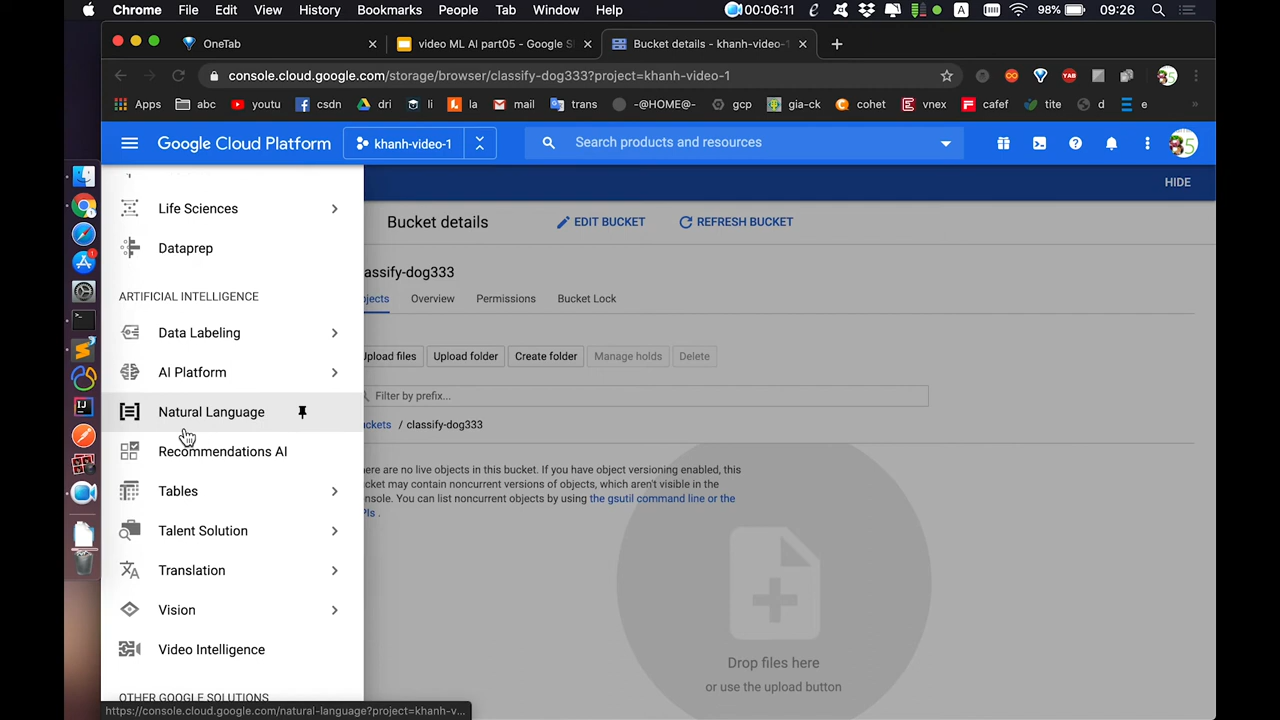 Chrome File Edit View History Bookmarks People Tab Window Help 00:06:11 A 98% 09:26
OneTab
video ML AI part05 - Google S
Bucket details - khanh-video-1
console.cloud.google.com/storage/browser/classify-dog333?project=khanh-video-1
Apps abc youtu csdn dri li la mail trans -@HOME@- gcp gia-ck cohet vnex cafef tite d e »
Google Cloud Platform khanh-video-1 Search products and resources
HIDE
Life Sciences
Dataprep
ARTIFICIAL INTELLIGENCE
Data Labeling
AI Platform
Natural Language
Recommendations AI
Tables
Talent Solution
Translation
Vision
Video Intelligence
OTHER GOOGLE SOLUTIONS
https://console.cloud.google.com/natural-language?project=khanh-v...
Bucket details EDIT BUCKET REFRESH BUCKET
assify-dog333
jects Overview Permissions Bucket Lock
pload files Upload folder Create folder Manage holds Delete
Filter by prefix...
uckets / classify-dog333
ere are no live objects in this bucket. If you have object versioning enabled, this
cket may contain noncurrent versions of objects, which aren't visible in the
nsole. You can list noncurrent objects by using the gsutil command line or the
PIs .
Drop files here
or use the upload button